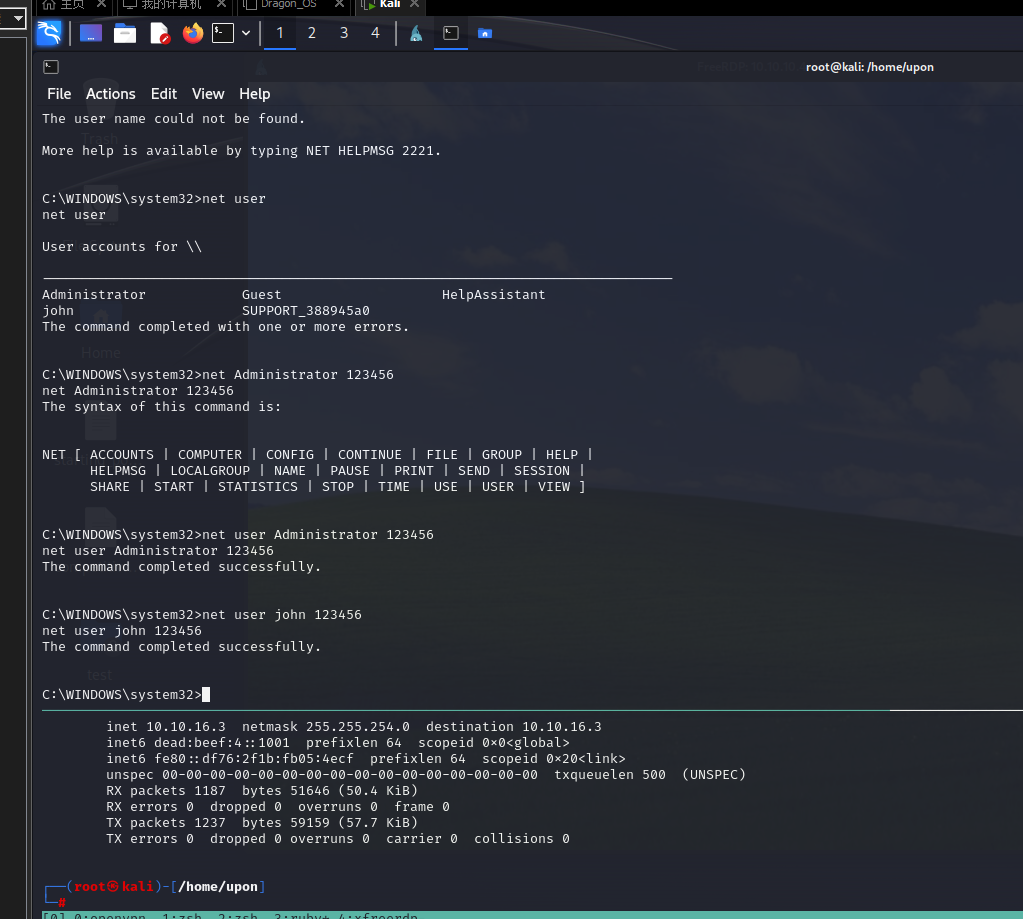 主页 我的计算机 Dragon_OS Kali
1 2 3 4
root@kali: /home/upon
File Actions Edit View Help
The user name could not be found.
More help is available by typing NET HELPMSG 2221.
C:\WINDOWS\system32>net user
net user
User accounts for \\
-------------------------------------------------------------------------------
Administrator Guest HelpAssistant
john SUPPORT_388945a0
The command completed with one or more errors.
Home
C:\WINDOWS\system32>net Administrator 123456
net Administrator 123456
The syntax of this command is:
NET [ ACCOUNTS | COMPUTER | CONFIG | CONTINUE | FILE | GROUP | HELP |
HELPMSG | LOCALGROUP | NAME | PAUSE | PRINT | SEND | SESSION |
SHARE | START | STATISTICS | STOP | TIME | USE | USER | VIEW ]
C:\WINDOWS\system32>net user Administrator 123456
net user Administrator 123456
The command completed successfully.
C:\WINDOWS\system32>net user john 123456
net user john 123456
The command completed successfully.
test
C:\WINDOWS\system32>
inet 10.10.16.3 netmask 255.255.254.0 destination 10.10.16.3
inet6 dead:beef:4::1001 prefixlen 64 scopeid 0×0<global>
inet6 fe80::df76:2f1b:fb05:4ecf prefixlen 64 scopeid 0×20<link>
unspec 00-00-00-00-00-00-00-00-00-00-00-00-00-00-00-00 txqueuelen 500 (UNSPEC)
RX packets 1187 bytes 51646 (50.4 KiB)
RX errors 0 dropped 0 overruns 0 frame 0
TX packets 1237 bytes 59159 (57.7 KiB)
TX errors 0 dropped 0 overruns 0 carrier 0 collisions 0
┌──(root㉿kali)-[/home/upon]
└─#
[0] 0:openvpn 1:zsh 2:zsh 3:ruby* 4:xfreerdp